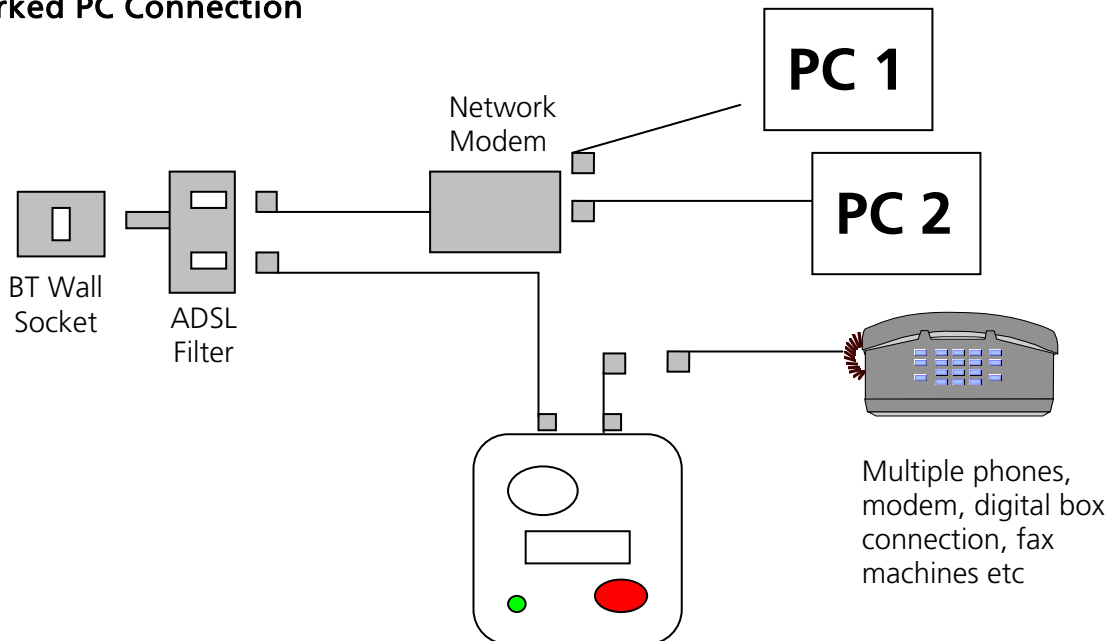 PC Connection
PC 1
Network
Modem
PC 2
BT Wall
Socket
ADSL
Filter
Multiple phones,
modem, digital box
connection, fax
machines etc